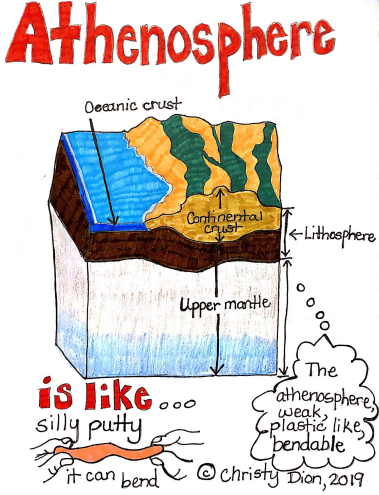 Athenosphere
Oceanic crust
Continental
crust
←Lithosphere
Upper mantle
The
athenosphere,
weak,
plastic like,
bendable
is like...
silly putty
it can bend
© Christy Dion, 2019